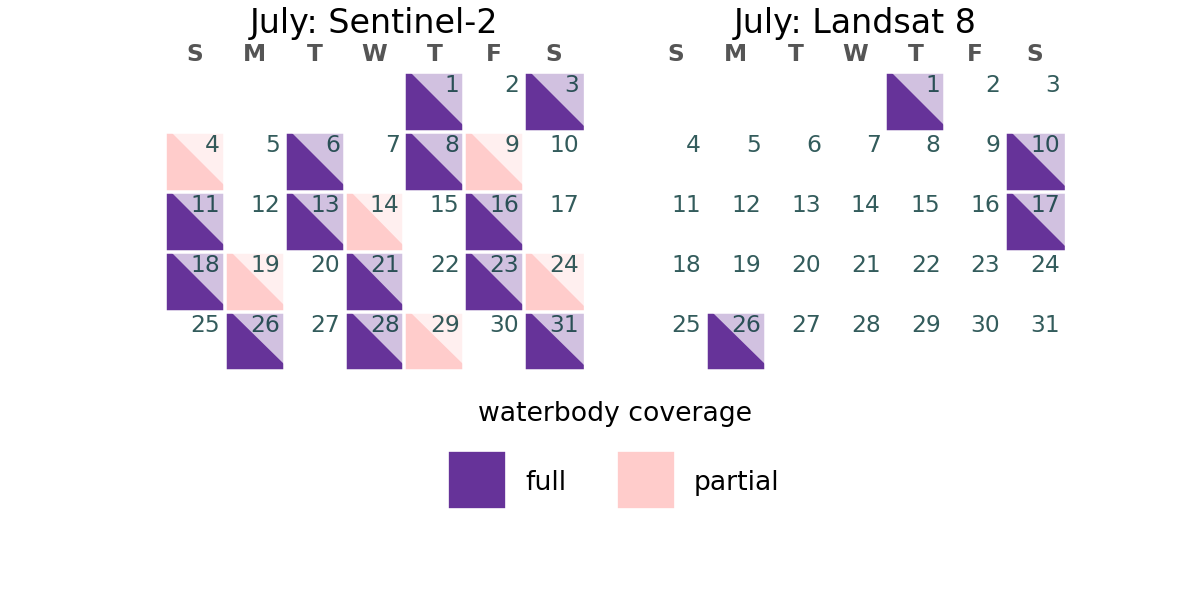 July: Sentinel-2
S M T W T F S
1 2 3
4 5 6 7 8 9 10
11 12 13 14 15 16 17
18 19 20 21 22 23 24
25 26 27 28 29 30 31
July: Landsat 8
S M T W T F S
1 2 3
4 5 6 7 8 9 10
11 12 13 14 15 16 17
18 19 20 21 22 23 24
25 26 27 28 29 30 31
waterbody coverage
full partial